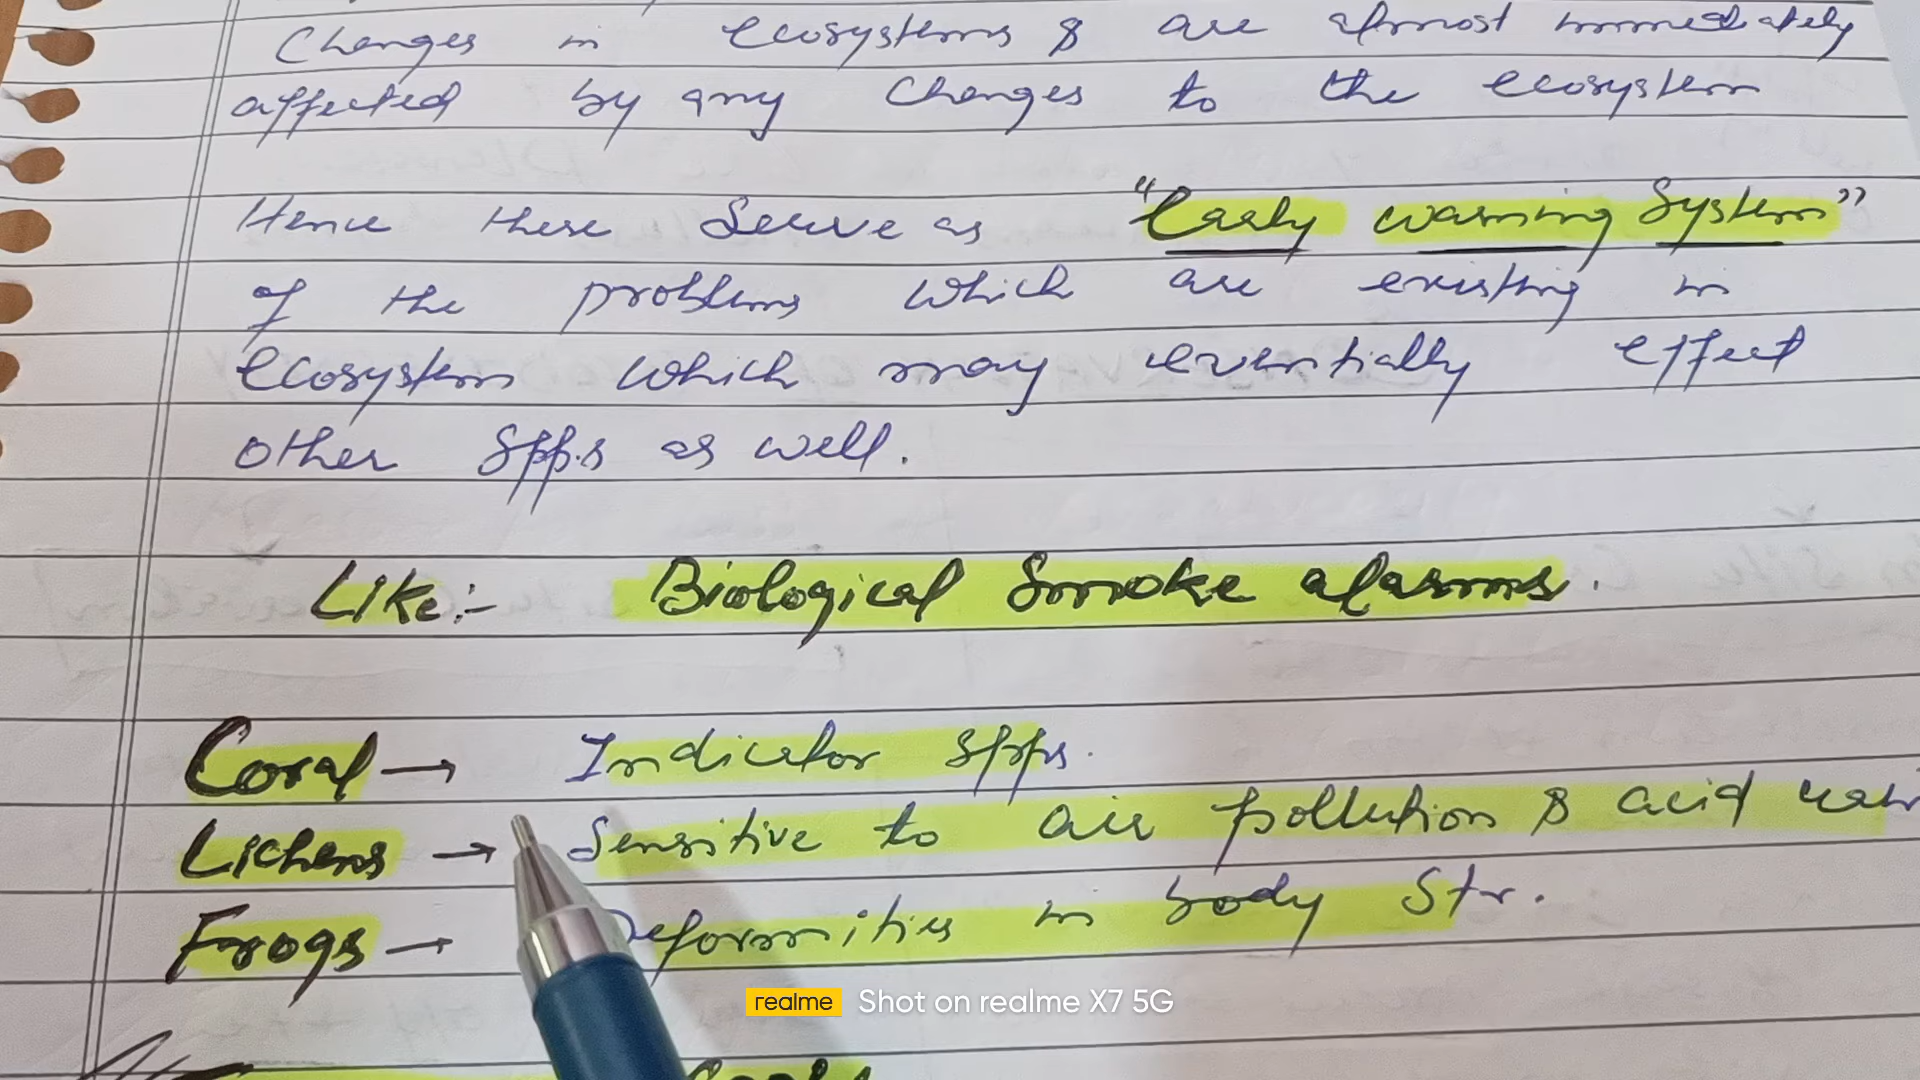 Changes in ecosystems & are almost immediately
affected by any changes to the ecosystem
Hence these Serve as "Early warning System"
of the problems which are existing in
ecosystem which may eventially effect
other Spp.s as well.
Like:- Biological Smoke alarms.
Coral → Indicator Spps.
Lichens → Sensitive to air pollution & acid rain
Frogs → Deformities in body Str.
realme Shot on realme X7 5G